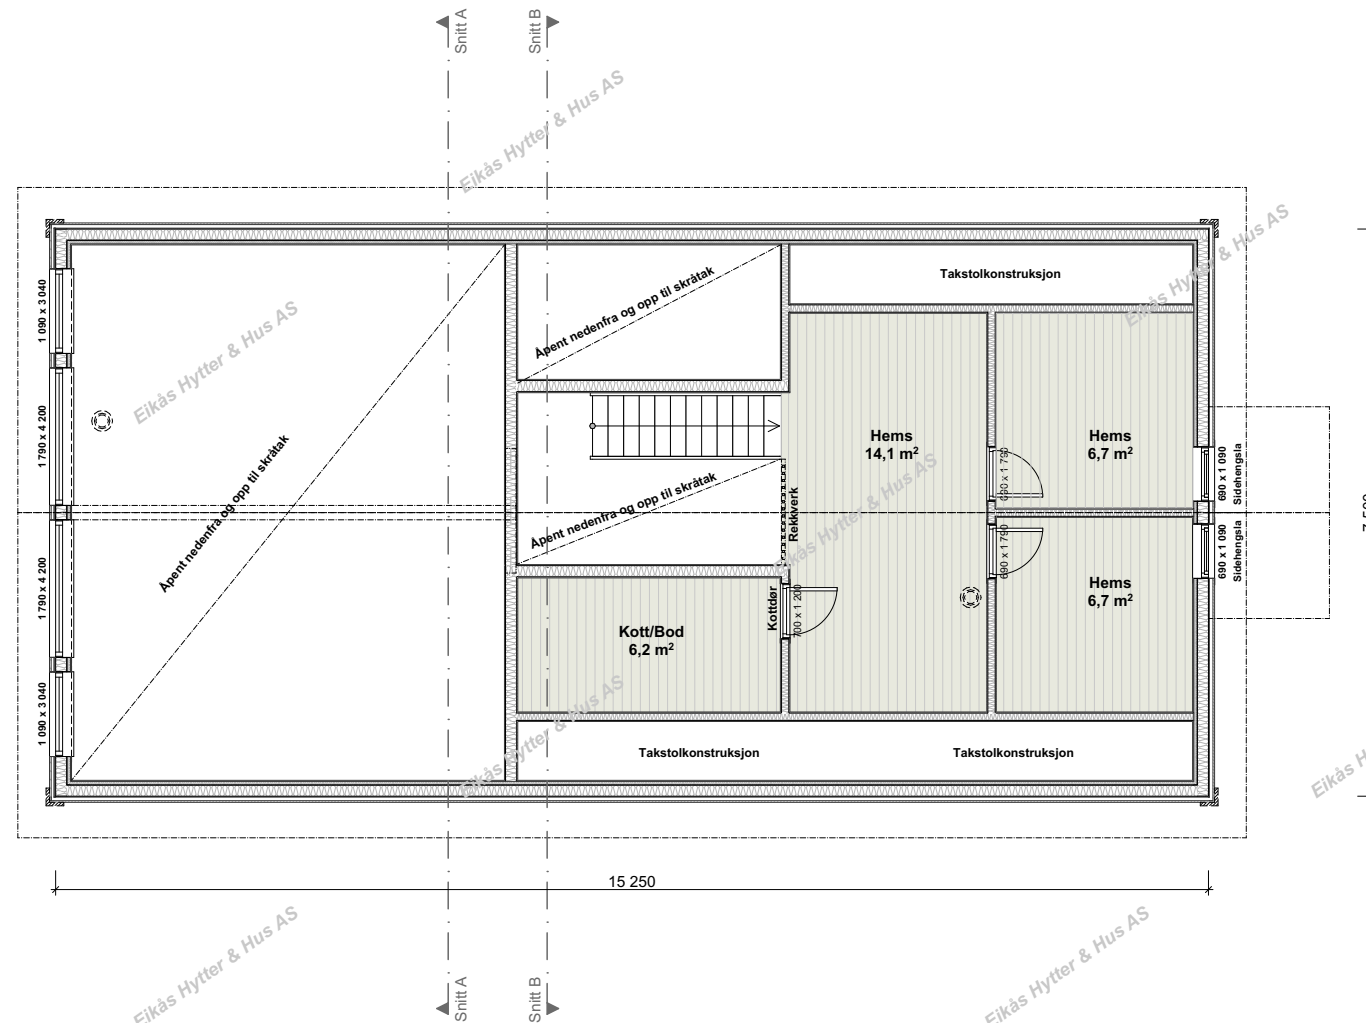 Snitt A
Snitt B
Eikås Hytter & Hus AS
Eikås Hytter & Hus AS
Eikås Hytter & Hus AS
Takstolkonstruksjon
Åpent nedenfra og opp til skråtak
1 090 x 3 040
1 790 x 4 200
1 790 x 4 200
1 090 x 3 040
Åpent nedenfra og opp til skråtak
Åpent nedenfra og opp til skråtak
Rekkverk
Hems
14,1 m²
Hems
6,7 m²
690 x 1 790
690 x 1 790
690 x 1 090
Sidehengsla
690 x 1 090
Sidehengsla
Eikås Hytter & Hus AS
Hems
6,7 m²
Kottdør
700 x 1 200
Kott/Bod
6,2 m²
Eikås Hytter & Hus AS
Takstolkonstruksjon
Takstolkonstruksjon
Eikås H
15 250
Eikås Hytter & Hus AS
Eikås Hytter & Hus AS
Snitt A
Snitt B